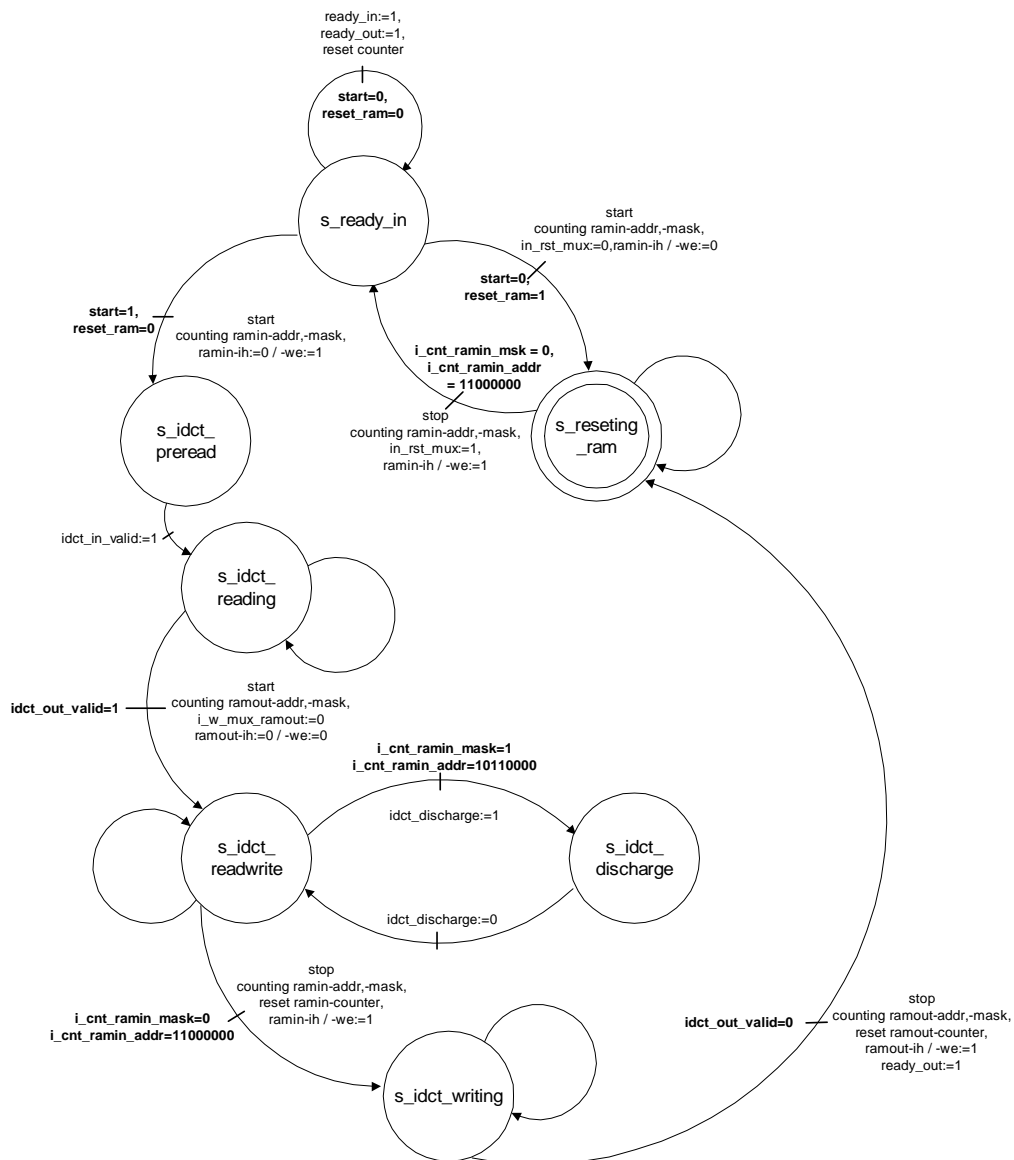 ready_in:=1,
ready_out:=1,
reset counter
start=0,
reset_ram=0
s_ready_in
start
counting ramin-addr,-mask,
in_rst_mux:=0,ramin-ih / -we:=0
start=0,
reset_ram=1
start=1,
reset_ram=0
start
counting ramin-addr,-mask,
ramin-ih:=0 / -we:=1
i_cnt_ramin_msk = 0,
i_cnt_ramin_addr
= 11000000
stop
counting ramin-addr,-mask,
in_rst_mux:=1,
ramin-ih / -we:=1
s_reseting
_ram
s_idct_
preread
idct_in_valid:=1
s_idct_
reading
idct_out_valid=1
start
counting ramout-addr,-mask,
i_w_mux_ramout:=0
ramout-ih:=0 / -we:=0
i_cnt_ramin_mask=1
i_cnt_ramin_addr=10110000
idct_discharge:=1
s_idct_
readwrite
s_idct_
discharge
idct_discharge:=0
stop
counting ramin-addr,-mask,
reset ramin-counter,
ramin-ih / -we:=1
i_cnt_ramin_mask=0
i_cnt_ramin_addr=11000000
idct_out_valid=0
stop
counting ramout-addr,-mask,
reset ramout-counter,
ramout-ih / -we:=1
ready_out:=1
s_idct_writing